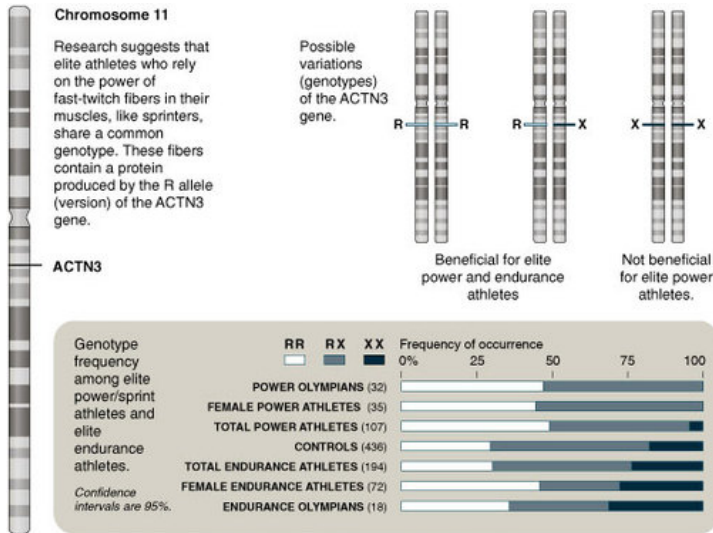 Chromosome 11
Research suggests that
elite athletes who rely
on the power of
fast-twitch fibers in their
muscles, like sprinters,
share a common
genotype. These fibers
contain a protein
produced by the R allele
(version) of the ACTN3
gene.
ACTN3
Possible
variations
(genotypes)
of the ACTN3
gene.
R R
R X
X X
Beneficial for elite
power and endurance
athletes
Not beneficial
for elite power
athletes.
Genotype
frequency
among elite
power/sprint
athletes and
elite
endurance
athletes.
Confidence
intervals are 95%.
RR RX XX
Frequency of occurrence
0% 25 50 75 100
POWER OLYMPIANS (32)
FEMALE POWER ATHLETES (35)
TOTAL POWER ATHLETES (107)
CONTROLS (436)
TOTAL ENDURANCE ATHLETES (194)
FEMALE ENDURANCE ATHLETES (72)
ENDURANCE OLYMPIANS (18)